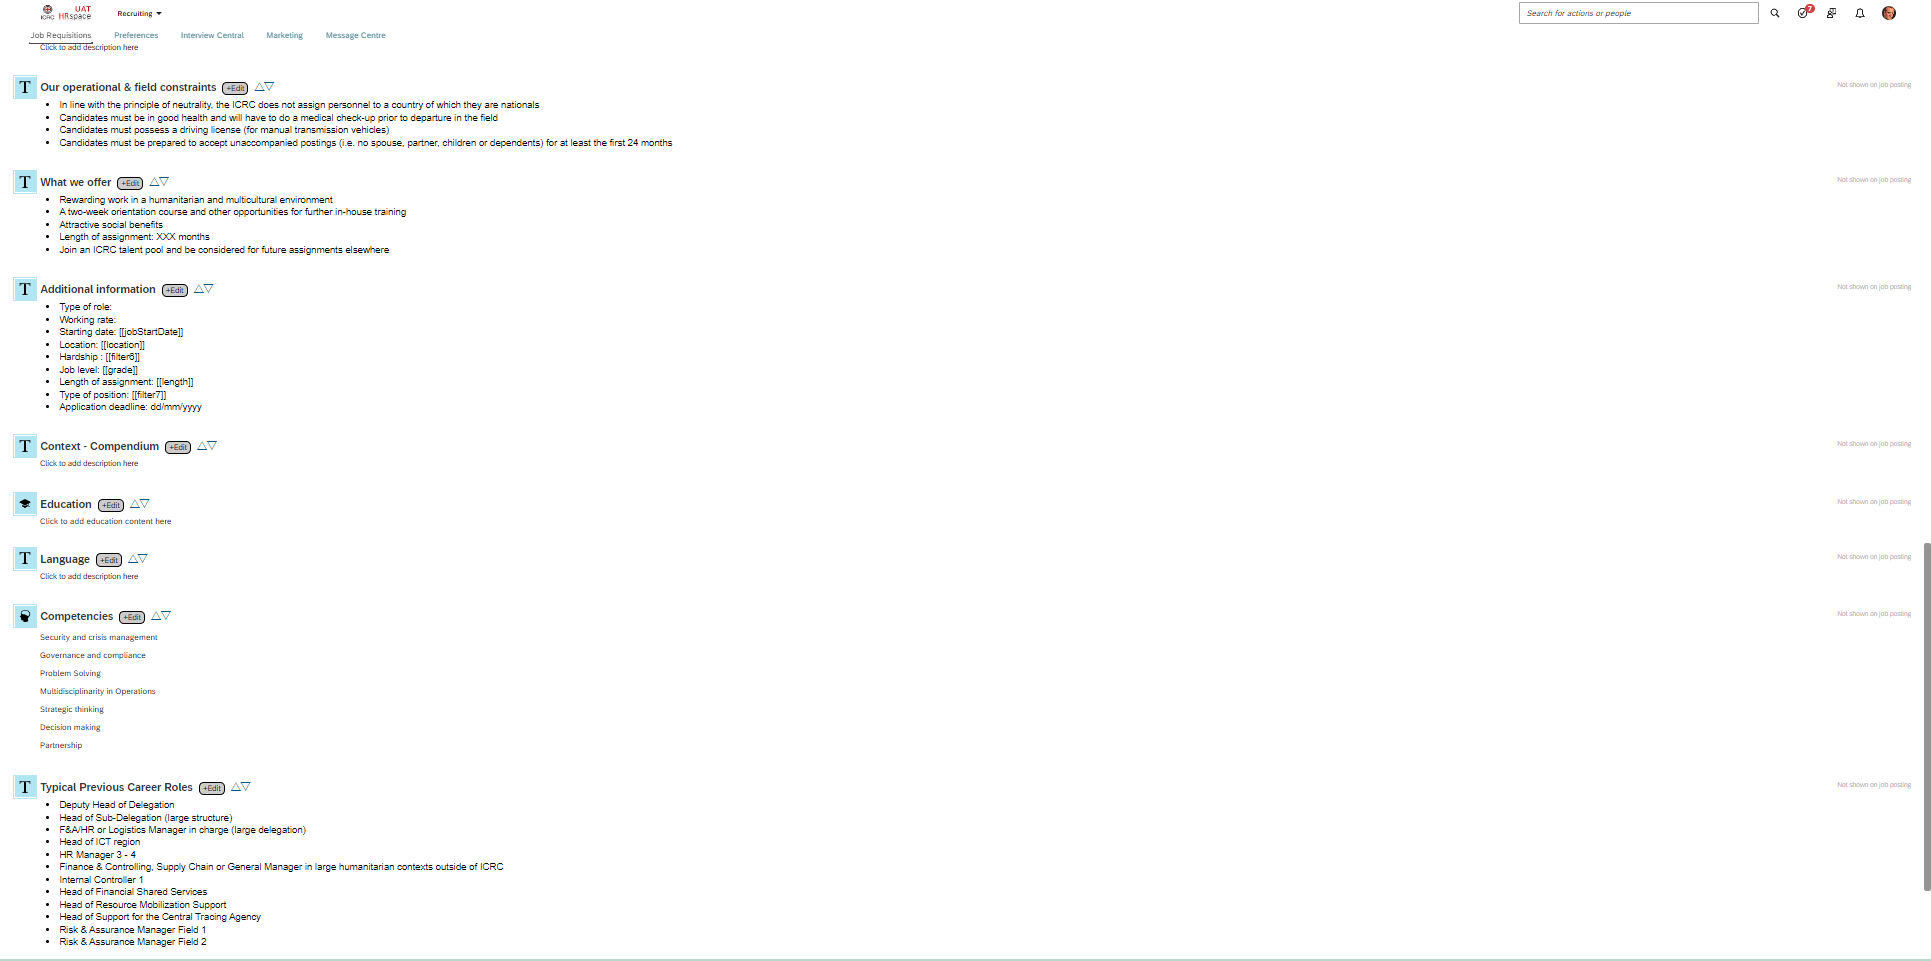 ICRC
UAT
HRspace
Recruiting
Search for actions or people
7
Job Requisitions
Preferences
Interview Central
Marketing
Message Centre
Click to add description here
T
Our operational & field constraints
+Edit
Not shown on job posting
• In line with the principle of neutrality, the ICRC does not assign personnel to a country of which they are nationals
• Candidates must be in good health and will have to do a medical check-up prior to departure in the field
• Candidates must possess a driving license (for manual transmission vehicles)
• Candidates must be prepared to accept unaccompanied postings (i.e. no spouse, partner, children or dependents) for at least the first 24 months
T
What we offer
+Edit
Not shown on job posting
• Rewarding work in a humanitarian and multicultural environment
• A two-week orientation course and other opportunities for further in-house training
• Attractive social benefits
• Length of assignment: XXX months
• Join an ICRC talent pool and be considered for future assignments elsewhere
T
Additional information
+Edit
Not shown on job posting
• Type of role:
• Working rate:
• Starting date: [[jobStartDate]]
• Location: [[location]]
• Hardship : [[filter6]]
• Job level: [[grade]]
• Length of assignment: [[length]]
• Type of position: [[filter7]]
• Application deadline: dd/mm/yyyy
T
Context - Compendium
+Edit
Not shown on job posting
Click to add description here
Education
+Edit
Not shown on job posting
Click to add education content here
T
Language
+Edit
Not shown on job posting
Click to add description here
Competencies
+Edit
Not shown on job posting
Security and crisis management
Governance and compliance
Problem Solving
Multidisciplinarity in Operations
Strategic thinking
Decision making
Partnership
T
Typical Previous Career Roles
+Edit
Not shown on job posting
• Deputy Head of Delegation
• Head of Sub-Delegation (large structure)
• F&A/HR or Logistics Manager in charge (large delegation)
• Head of ICT region
• HR Manager 3 - 4
• Finance & Controlling, Supply Chain or General Manager in large humanitarian contexts outside of ICRC
• Internal Controller 1
• Head of Financial Shared Services
• Head of Resource Mobilization Support
• Head of Support for the Central Tracing Agency
• Risk & Assurance Manager Field 1
• Risk & Assurance Manager Field 2